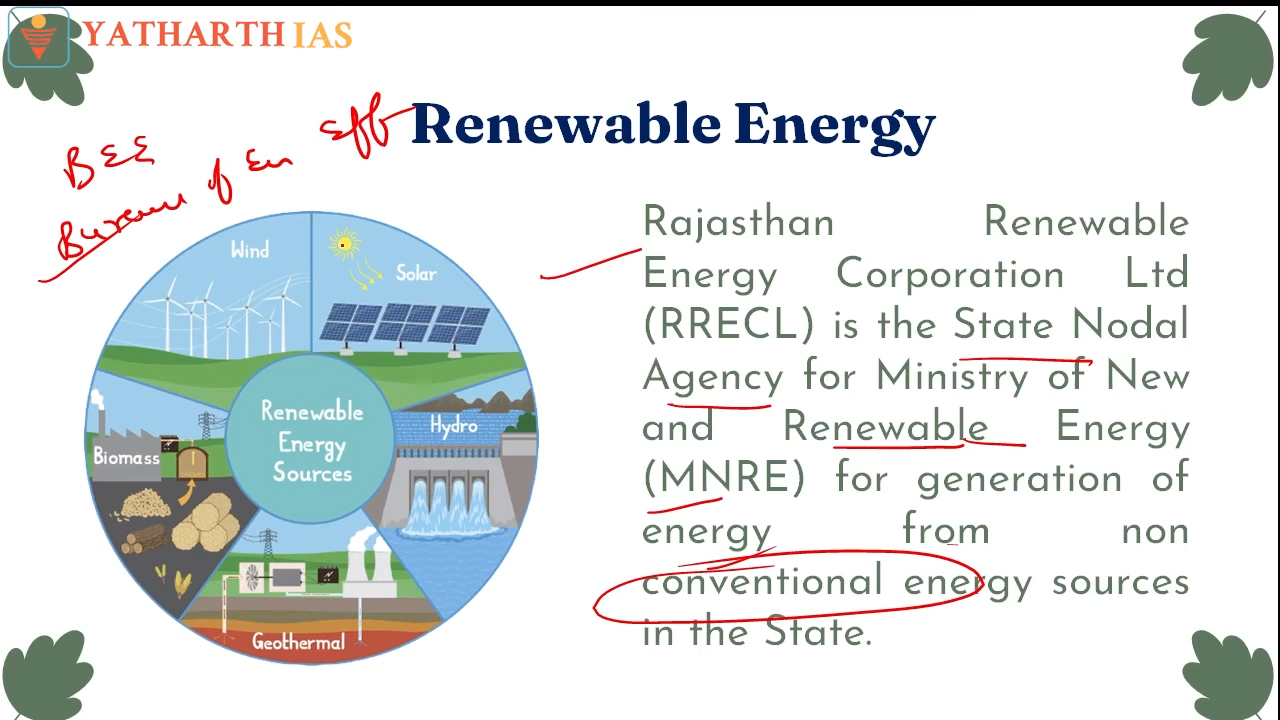 YATHARTH IAS
Renewable Energy
BEE
Bureau of En Eff
Wind
Solar
Hydro
Biomass
Geothermal
Renewable
Energy
Sources
Rajasthan Renewable
Energy Corporation Ltd
(RRECL) is the State Nodal
Agency for Ministry of New
and Renewable Energy
(MNRE) for generation of
energy from non
conventional energy sources
in the State.